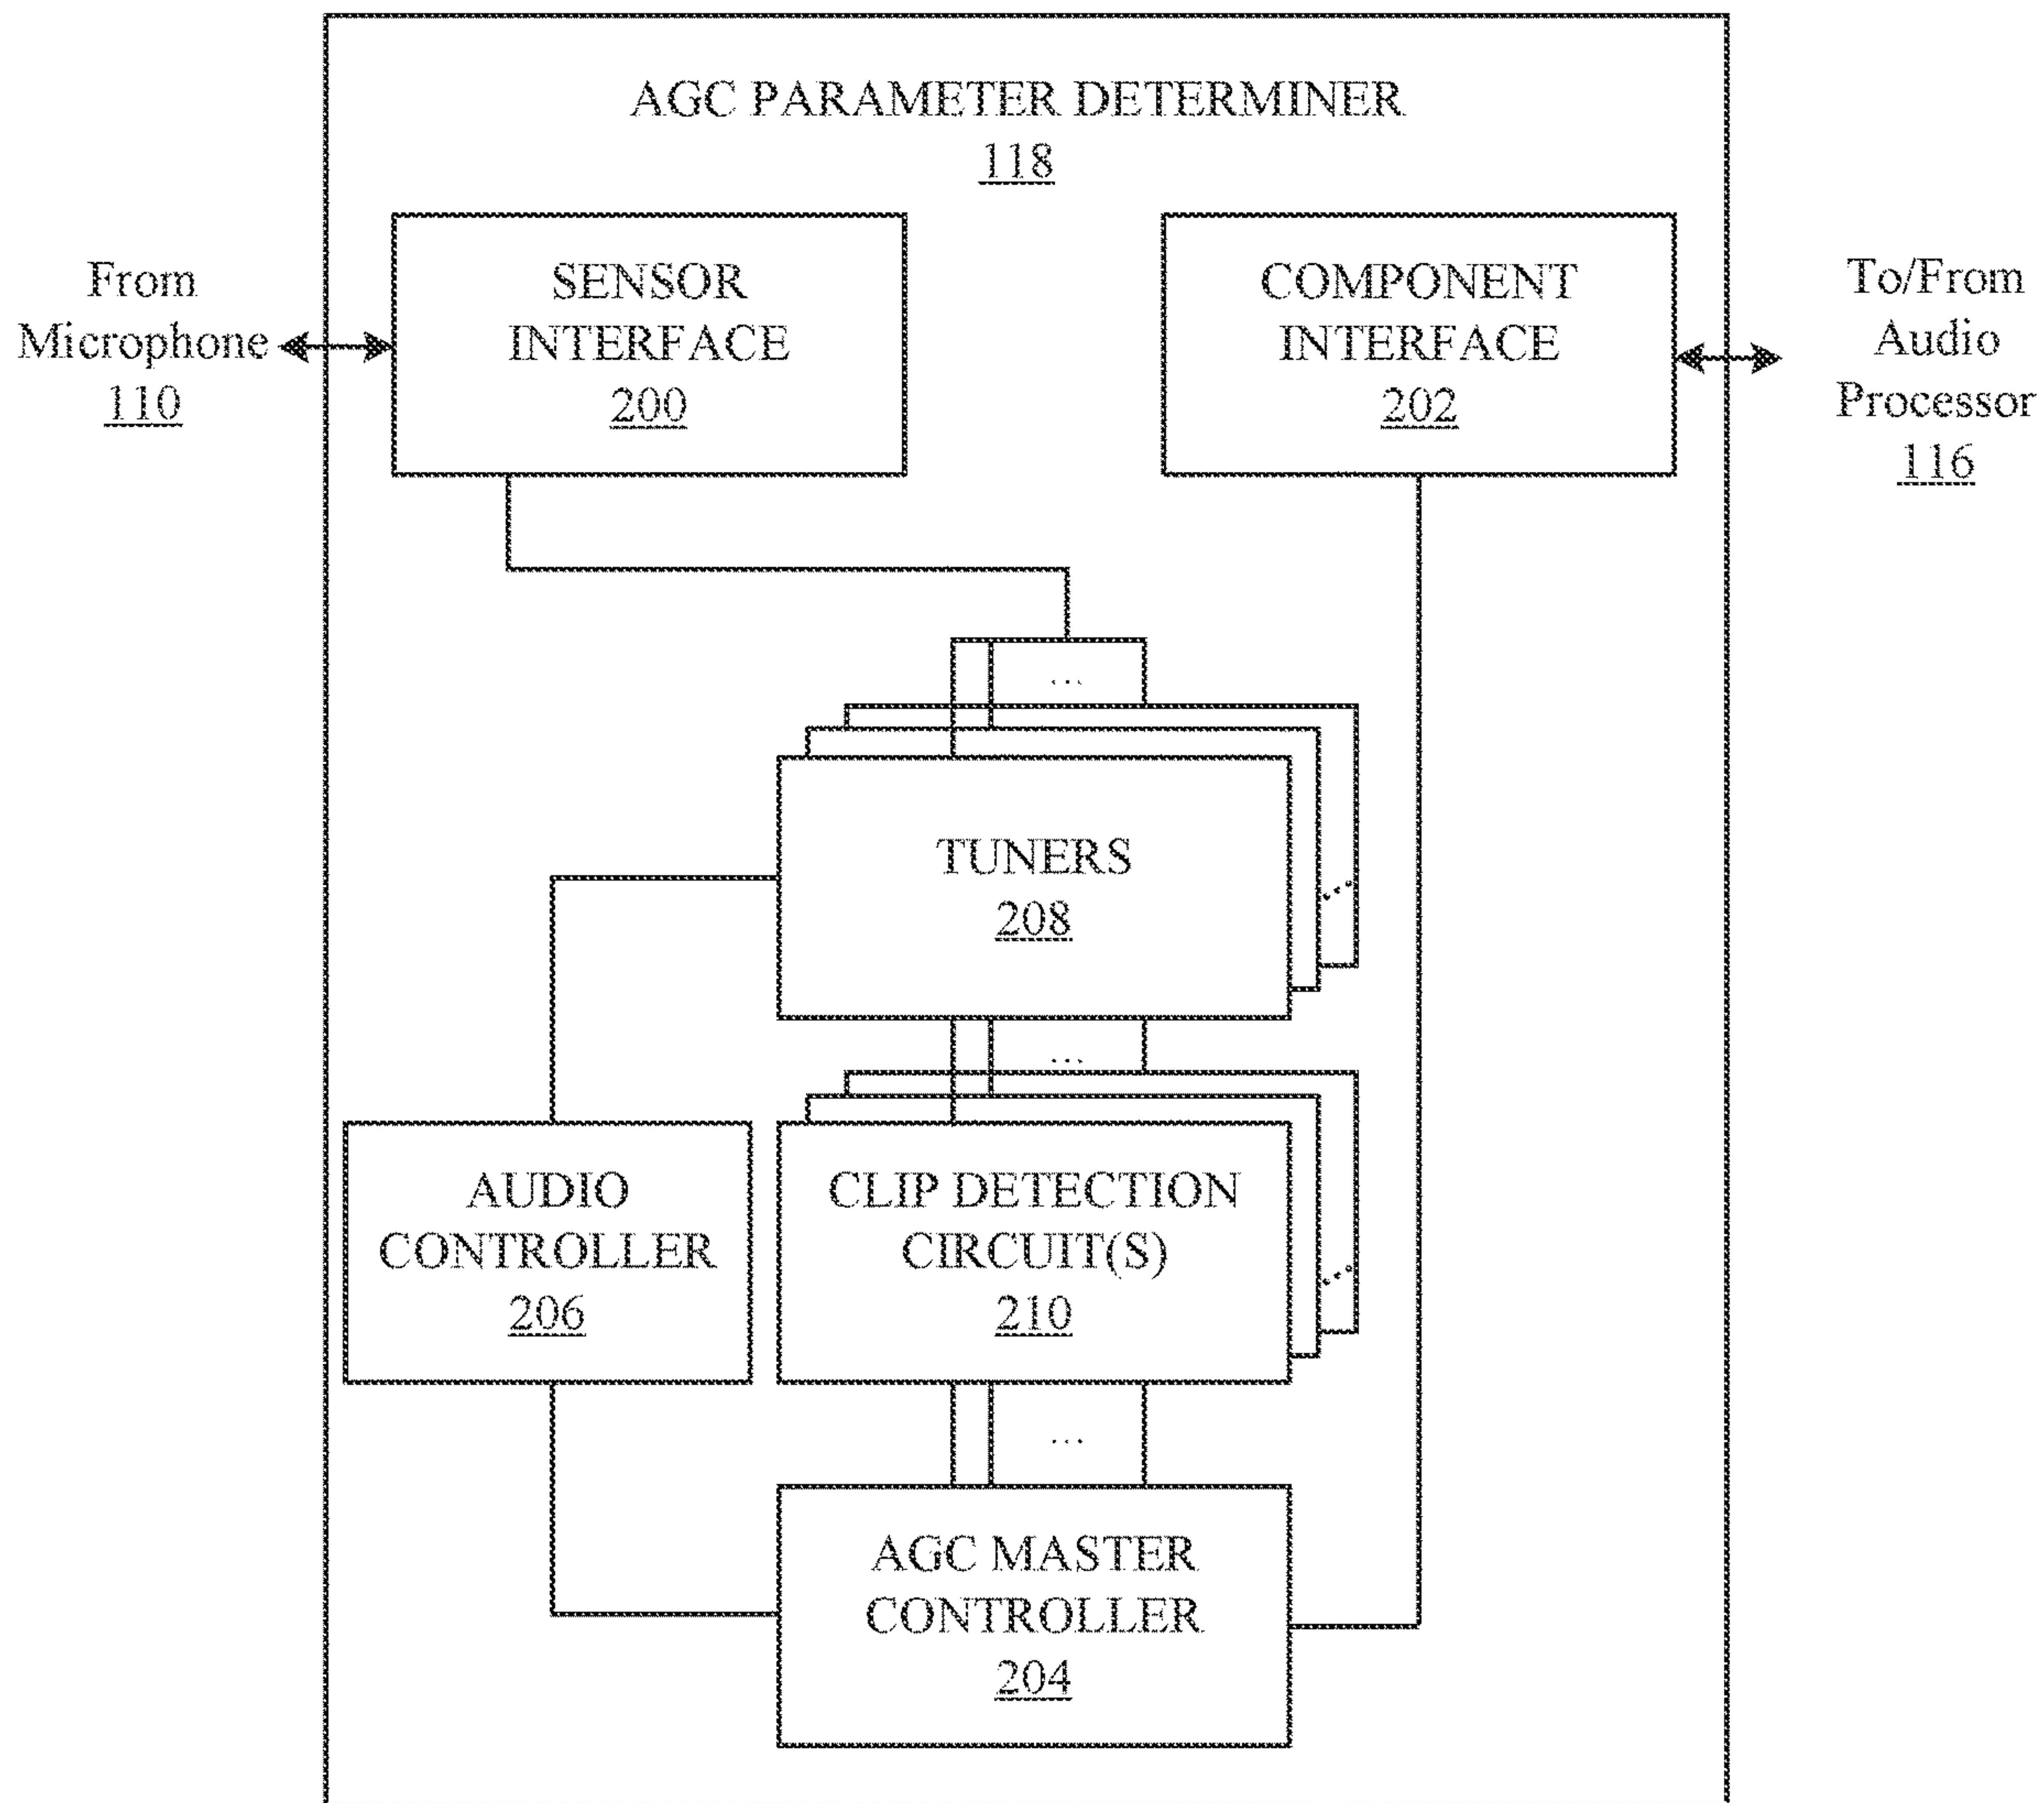 AGC PARAMETER DETERMINER
118
From
Microphone
110
SENSOR
INTERFACE
200
COMPONENT
INTERFACE
202
To/From
Audio
Processor
116
...
TUNERS
208
...
...
AUDIO
CONTROLLER
206
CLIP DETECTION
CIRCUIT(S)
210
...
...
AGC MASTER
CONTROLLER
204